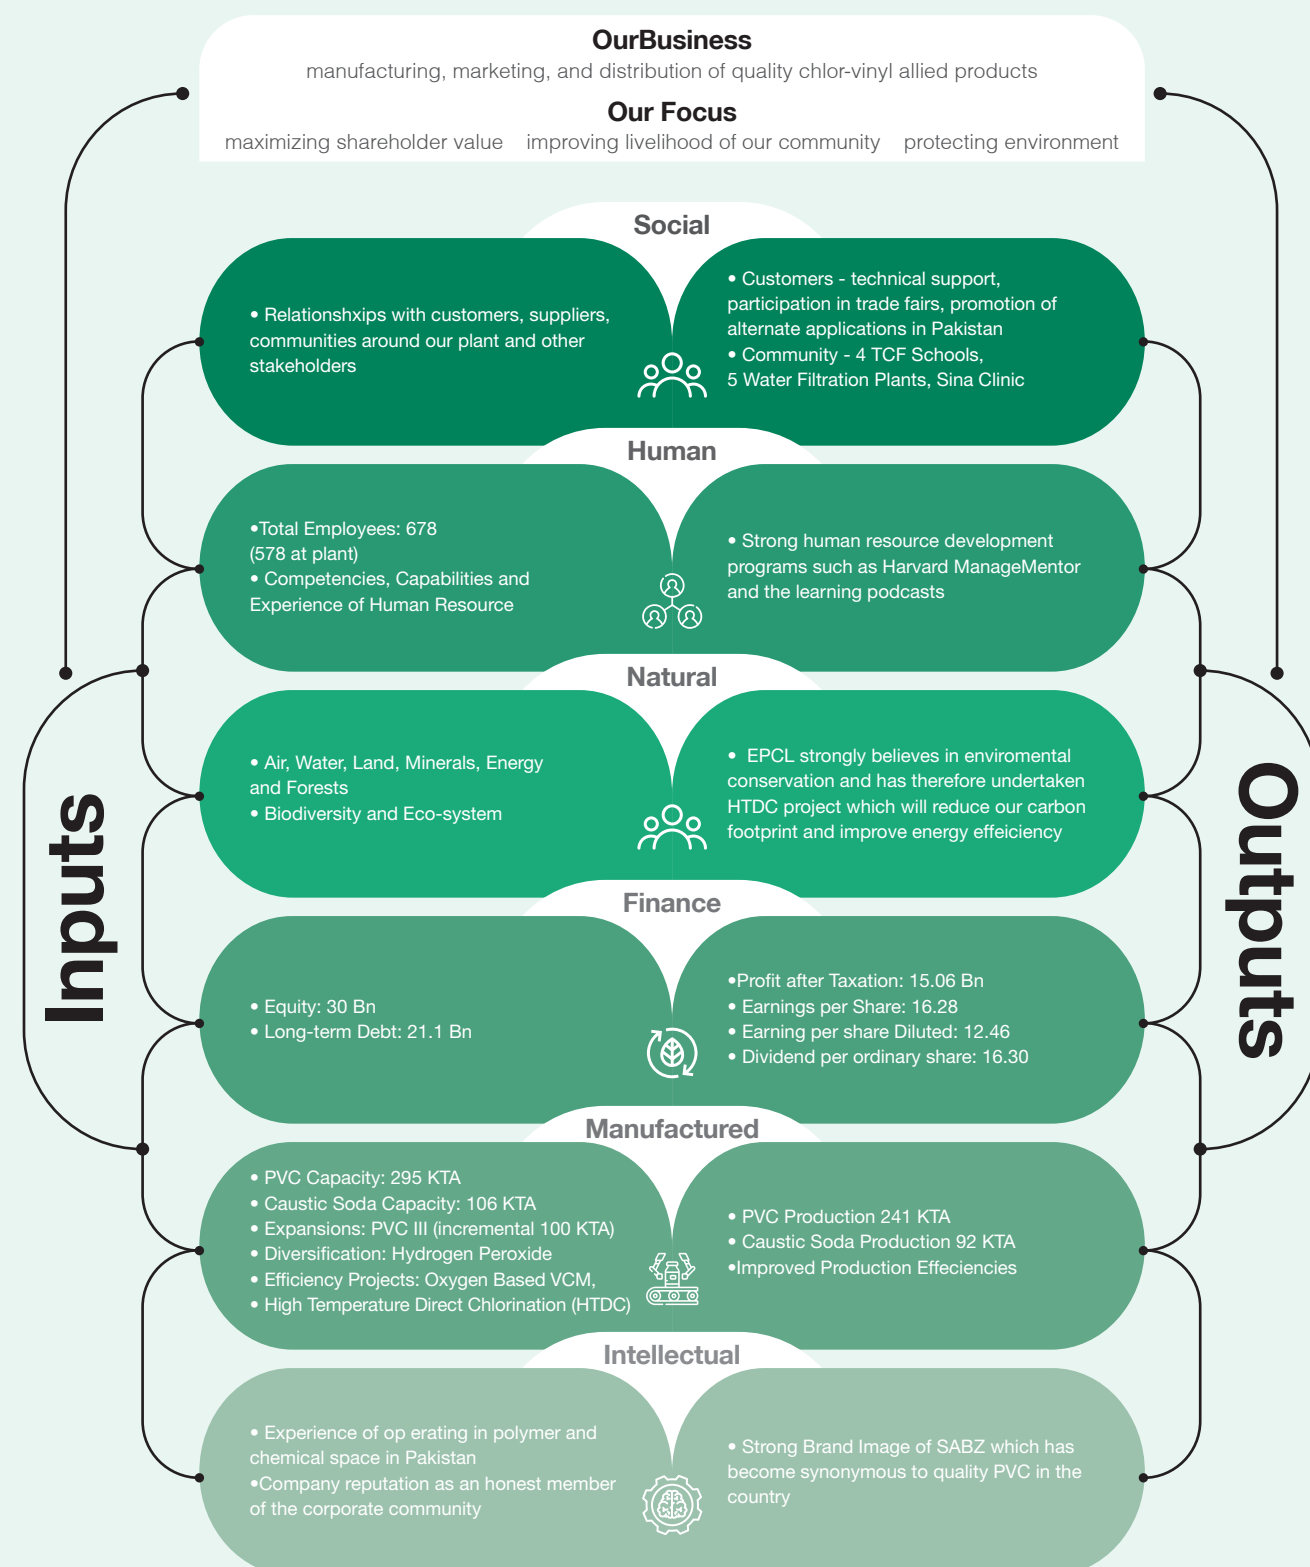 OurBusiness
manufacturing, marketing, and distribution of quality chlor-vinyl allied products
Our Focus
maximizing shareholder value improving livelihood of our community protecting environment
Inputs
Outputs
Social
• Relationshxips with customers, suppliers,
communities around our plant and other
stakeholders
• Customers - technical support,
participation in trade fairs, promotion of
alternate applications in Pakistan
• Community - 4 TCF Schools,
5 Water Filtration Plants, Sina Clinic
Human
•Total Employees: 678
(578 at plant)
• Competencies, Capabilities and
Experience of Human Resource
• Strong human resource development
programs such as Harvard ManageMentor
and the learning podcasts
Natural
• Air, Water, Land, Minerals, Energy
and Forests
• Biodiversity and Eco-system
• EPCL strongly believes in enviromental
conservation and has therefore undertaken
HTDC project which will reduce our carbon
footprint and improve energy effeiciency
Finance
• Equity: 30 Bn
• Long-term Debt: 21.1 Bn
•Profit after Taxation: 15.06 Bn
• Earnings per Share: 16.28
• Earning per share Diluted: 12.46
• Dividend per ordinary share: 16.30
Manufactured
• PVC Capacity: 295 KTA
• Caustic Soda Capacity: 106 KTA
• Expansions: PVC III (incremental 100 KTA)
• Diversification: Hydrogen Peroxide
• Efficiency Projects: Oxygen Based VCM,
• High Temperature Direct Chlorination (HTDC)
• PVC Production 241 KTA
• Caustic Soda Production 92 KTA
•Improved Production Effeciencies
Intellectual
• Experience of op erating in polymer and
chemical space in Pakistan
•Company reputation as an honest member
of the corporate community
• Strong Brand Image of SABZ which has
become synonymous to quality PVC in the
country